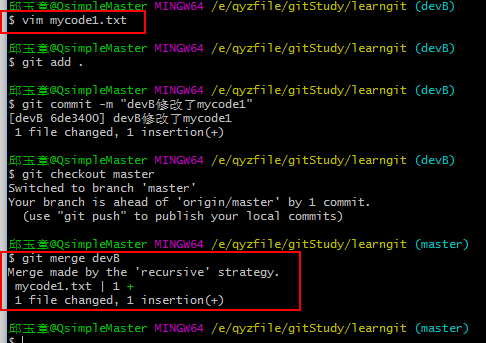 $ vim mycode1.txt
邱玉章@QsimpleMaster MINGW64 /e/qyzfile/gitStudy/learngit (devB)
$ git add .
邱玉章@QsimpleMaster MINGW64 /e/qyzfile/gitStudy/learngit (devB)
$ git commit -m "devB修改了mycode1"
[devB 6de3400] devB修改了mycode1
1 file changed, 1 insertion(+)
邱玉章@QsimpleMaster MINGW64 /e/qyzfile/gitStudy/learngit (devB)
$ git checkout master
Switched to branch 'master'
Your branch is ahead of 'origin/master' by 1 commit.
(use "git push" to publish your local commits)
邱玉章@QsimpleMaster MINGW64 /e/qyzfile/gitStudy/learngit (master)
$ git merge devB
Merge made by the 'recursive' strategy.
mycode1.txt | 1 +
1 file changed, 1 insertion(+)
邱玉章@QsimpleMaster MINGW64 /e/qyzfile/gitStudy/learngit (master)
$